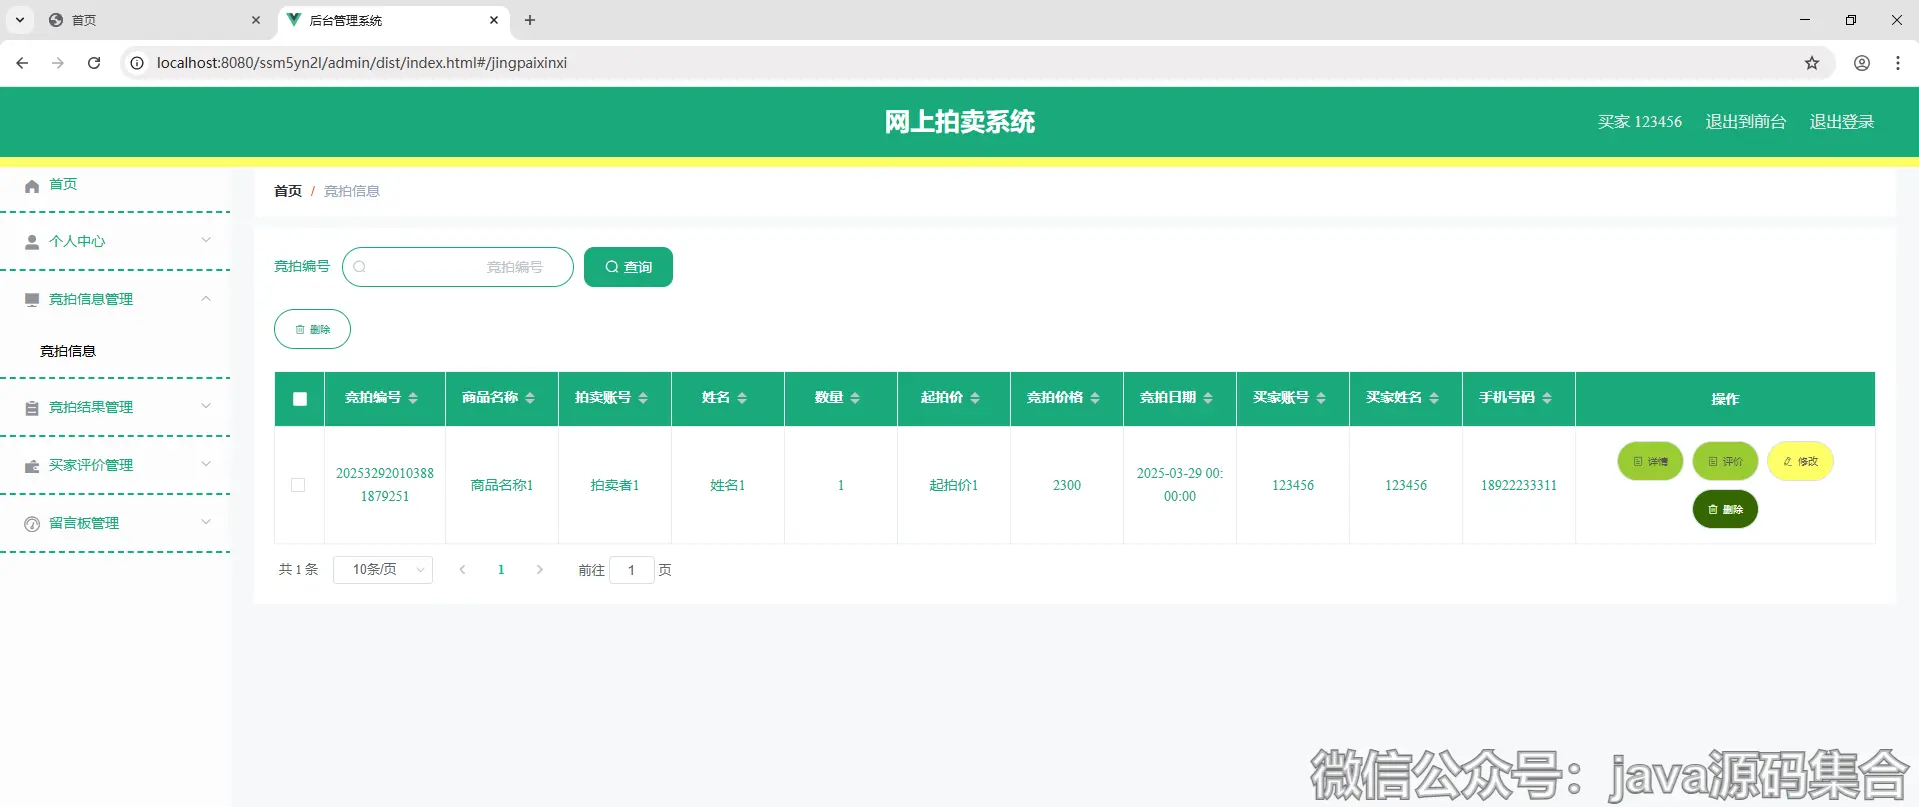 首页
后台管理系统
localhost:8080/ssm5yn2l/admin/dist/index.html#/jingpaixinxi
网上拍卖系统
买家 123456
退出到前台
退出登录
首页
个人中心
竞拍信息管理
竞拍信息
竞拍结果管理
买家评价管理
留言板管理
首页 / 竞拍信息
竞拍编号
竞拍编号
查询
删除
竞拍编号 商品名称 拍卖账号 姓名 数量 起拍价 竞拍价格 竞拍日期 买家账号 买家姓名 手机号码 操作
20253292010388
1879251
商品名称1
拍卖者1
姓名1
1
起拍价1
2300
2025-03-29 00:
00:00
123456
123456
18922233311
详情
评价
修改
删除
共 1 条
10条/页
1
前往 1 页
微信公众号：java源码集合